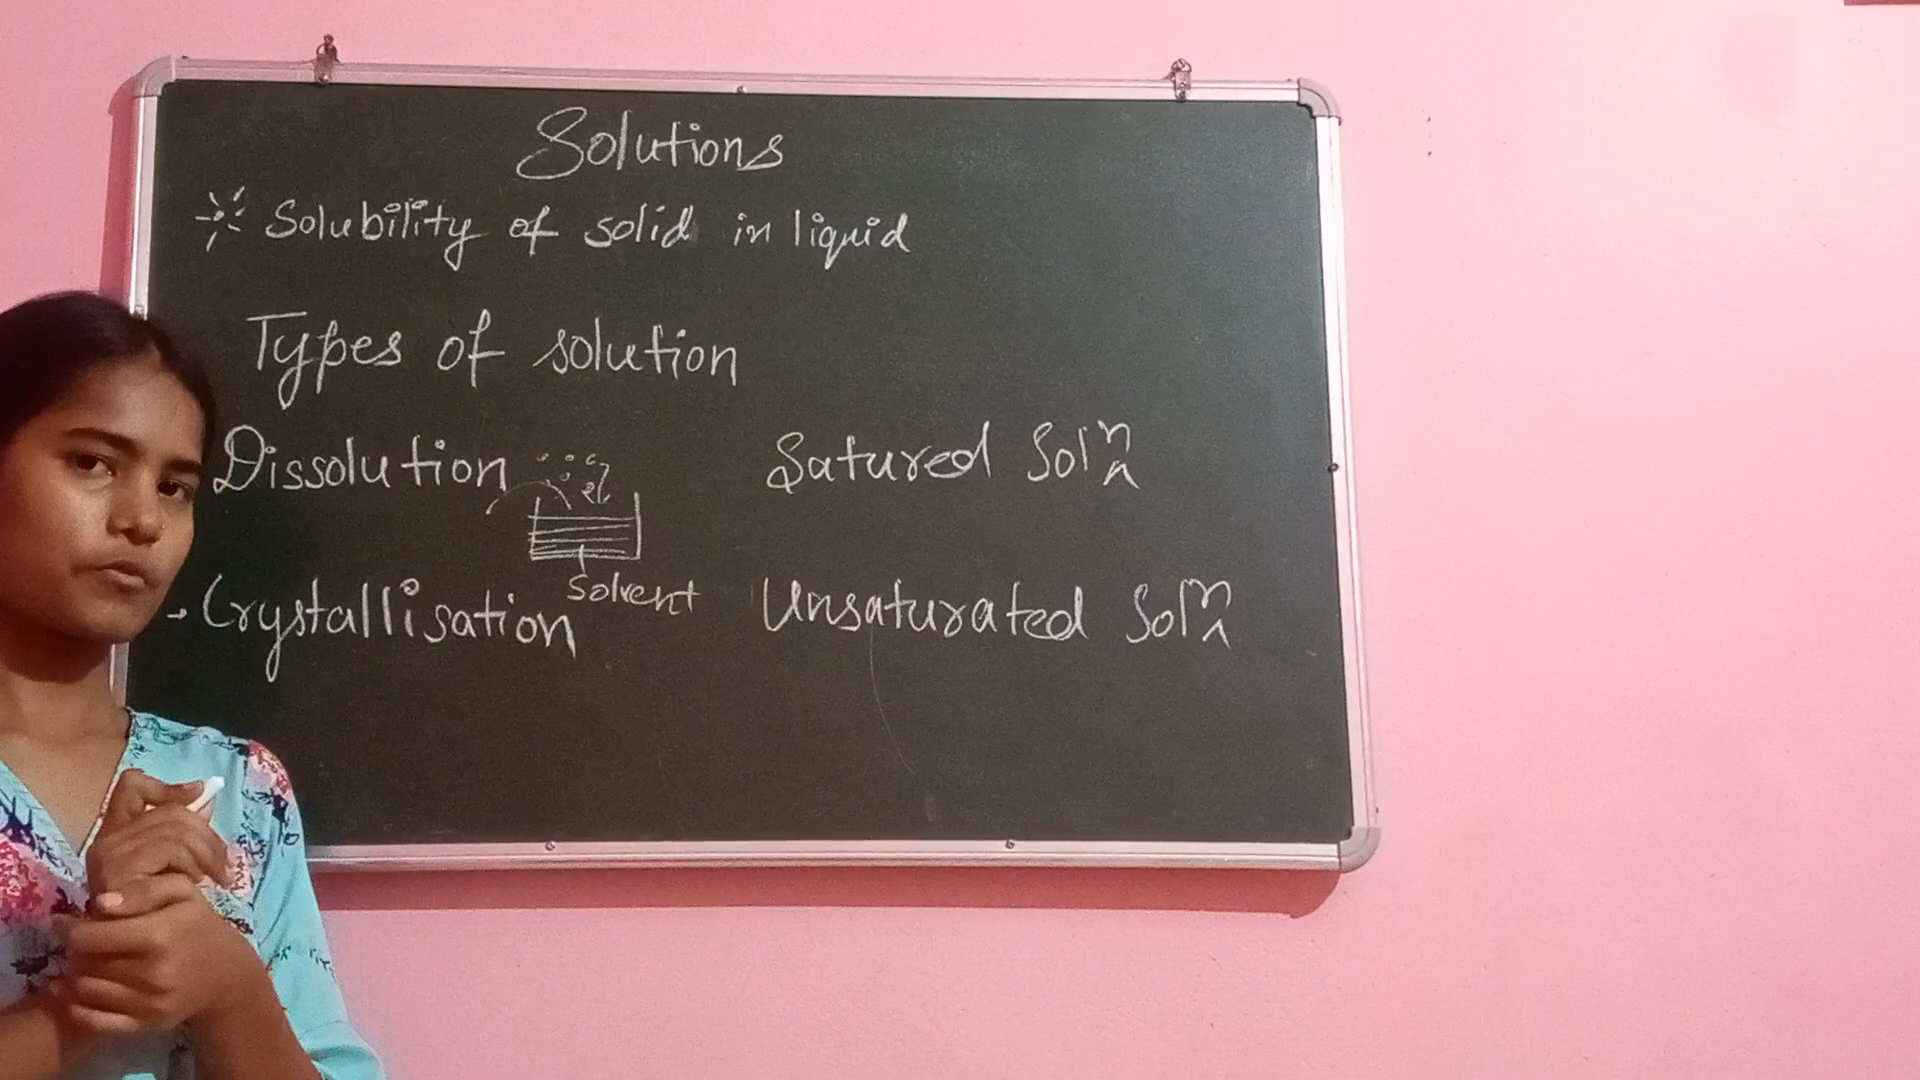 Solutions
Solubility of solid in liquid
Types of solution
Dissolution
Satured Solⁿ
Solvent
Crystallisation
Unsaturated Solⁿ